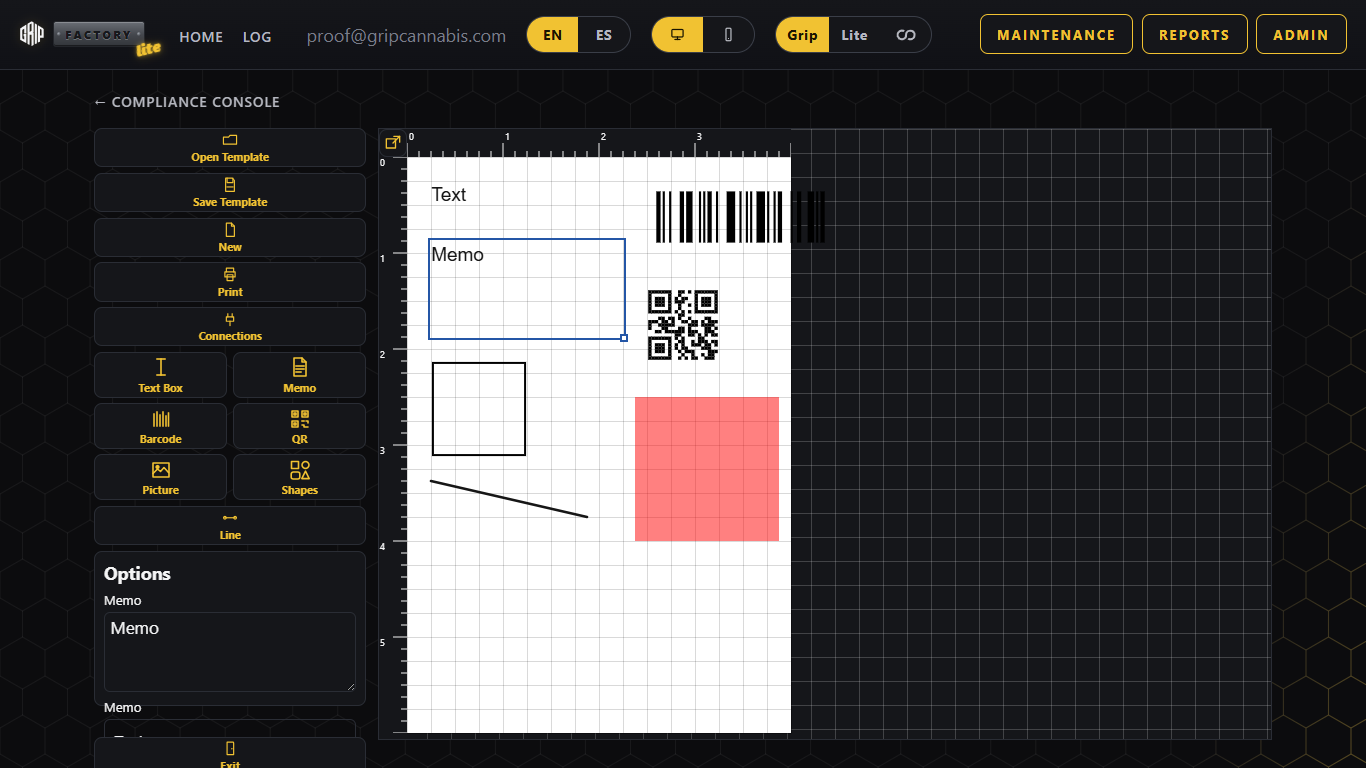 GRIP
FACTORY
lite
HOME
LOG
proof@gripcannabis.com
EN
ES
Grip
Lite
MAINTENANCE
REPORTS
ADMIN
← COMPLIANCE CONSOLE
Open Template
Save Template
New
Print
Connections
Text Box
Memo
Barcode
QR
Picture
Shapes
Line
Options
Memo
Memo
Memo
Exit
0
1
2
3
0
1
2
3
4
5
Text
Memo